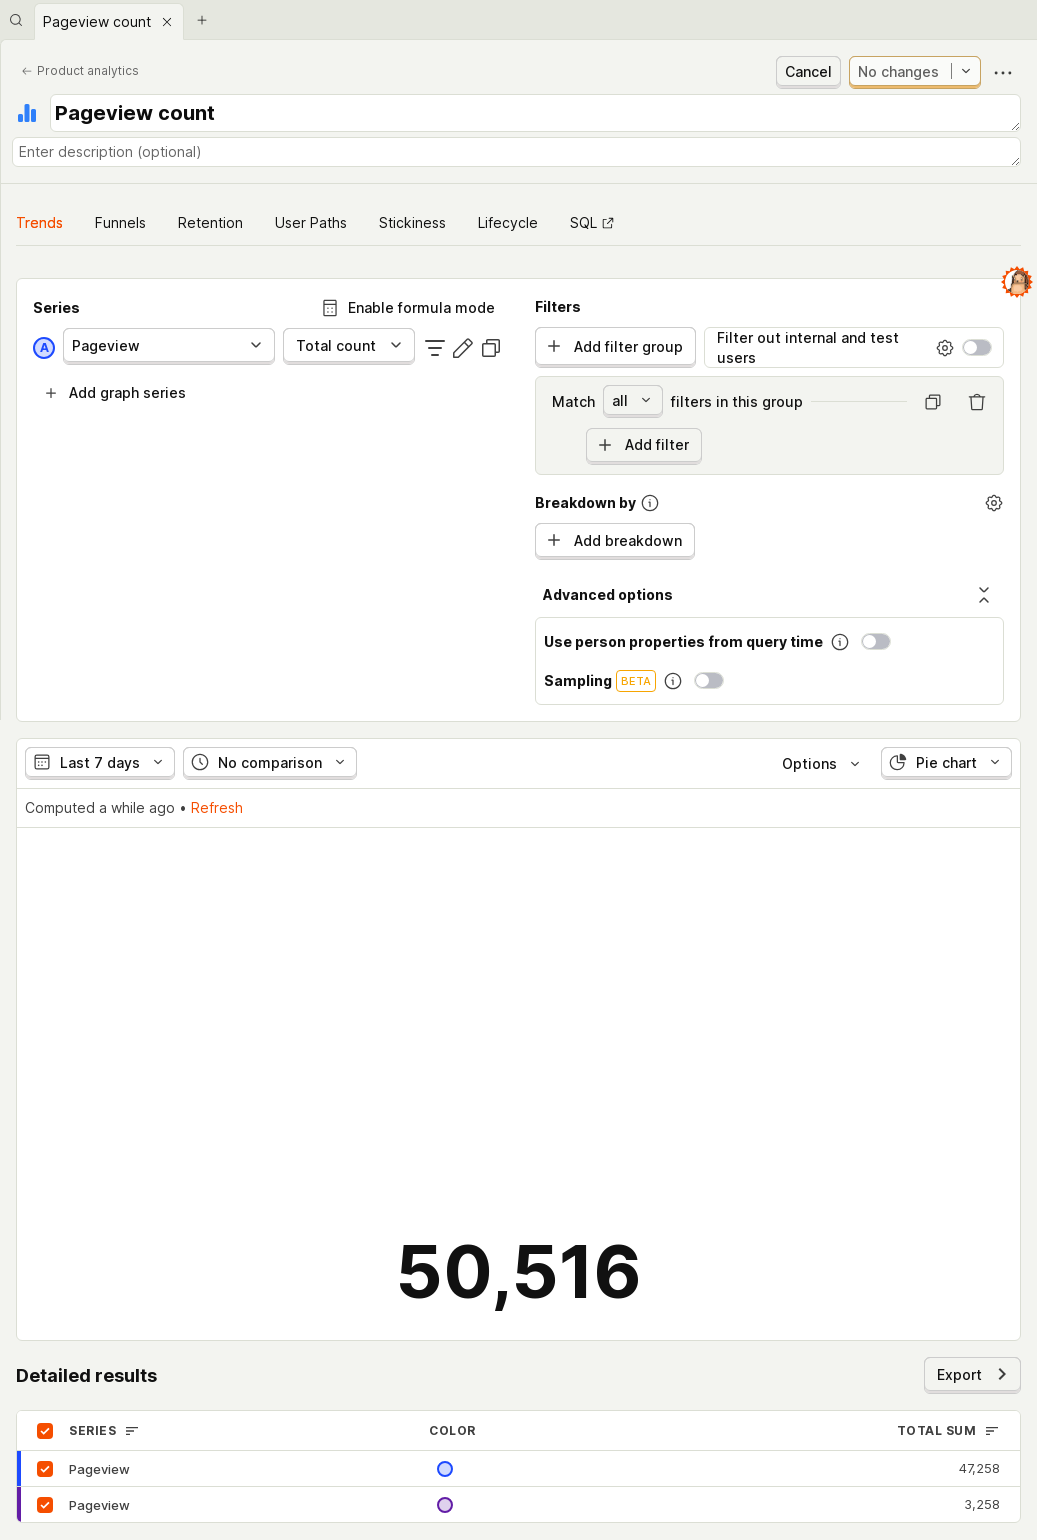 Pageview count
Product analytics
Cancel
No changes
Pageview count
Enter description (optional)
Trends
Funnels
Retention
User Paths
Stickiness
Lifecycle
SQL
Series
Enable formula mode
A
Pageview
Total count
Add graph series
Filters
Add filter group
Filter out internal and test
users
Match
all
filters in this group
Add filter
Breakdown by
Add breakdown
Advanced options
Use person properties from query time
Sampling BETA
Last 7 days
No comparison
Options
Pie chart
Computed a while ago • Refresh
50,516
Detailed results
Export
SERIES
COLOR
TOTAL SUM
Pageview
47,258
Pageview
3,258